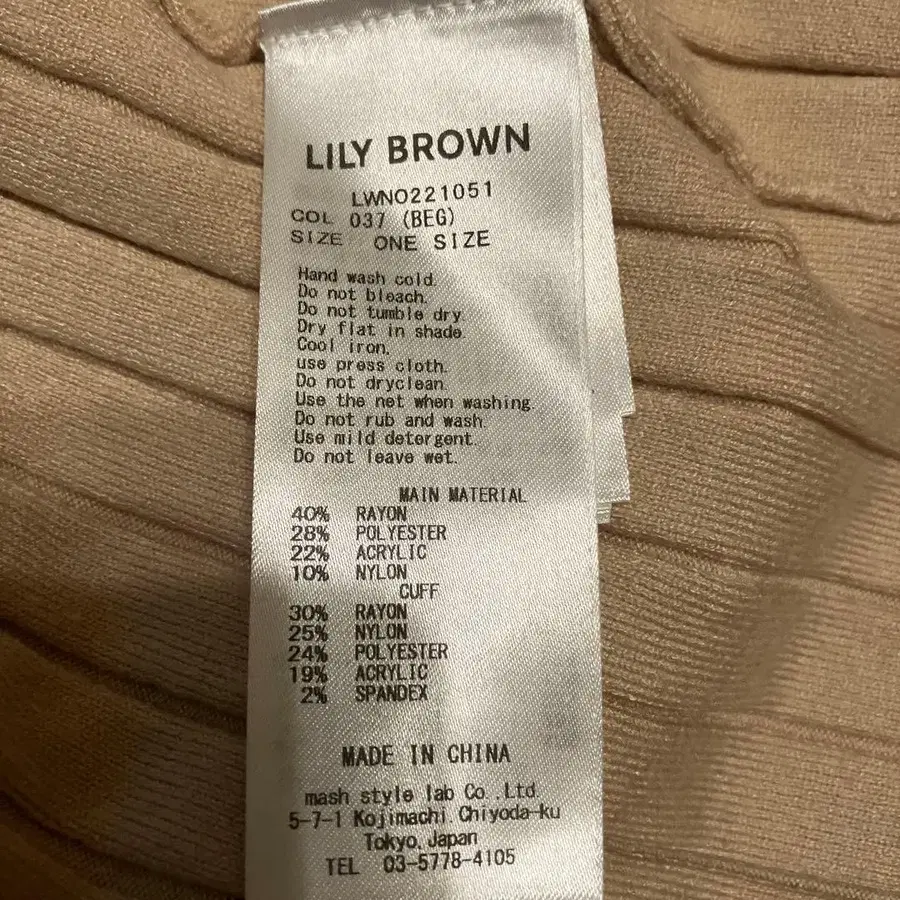 LILY BROWN
LWNO221051
COL 037 (BEG)
SIZE ONE SIZE
Hand wash cold.
Do not bleach.
Do not tumble dry.
Dry flat in shade.
Cool iron,
use press cloth.
Do not dryclean.
Use the net when washing.
Do not rub and wash.
Use mild detergent.
Do not leave wet.
MAIN MATERIAL
40% RAYON
28% POLYESTER
22% ACRYLIC
10% NYLON
CUFF
30% RAYON
25% NYLON
24% POLYESTER
19% ACRYLIC
2% SPANDEX
MADE IN CHINA
mash style lab Co.,Ltd.
5-7-1 Kojimachi, Chiyoda-ku
Tokyo, Japan
TEL 03-5778-4105